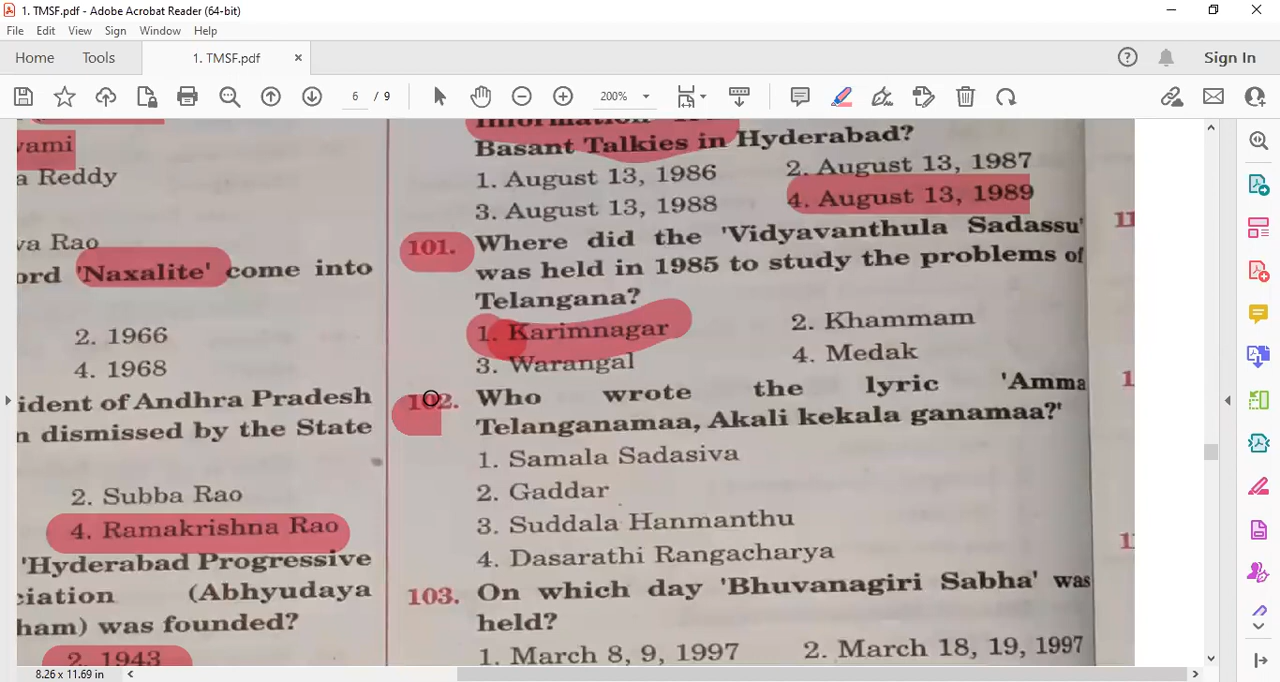 1. TMSF.pdf - Adobe Acrobat Reader (64-bit)
File Edit View Sign Window Help
Home Tools 1. TMSF.pdf × Sign In
6 / 9 200%
vami
a Reddy
va Rao
ord 'Naxalite' come into
2. 1966
4. 1968
ident of Andhra Pradesh
n dismissed by the State
2. Subba Rao
4. Ramakrishna Rao
'Hyderabad Progressive
ciation (Abhyudaya
ham) was founded?
2. 1943
Basant Talkies in Hyderabad?
1. August 13, 1986 2. August 13, 1987
3. August 13, 1988 4. August 13, 1989
101. Where did the 'Vidyavanthula Sadassu'
was held in 1985 to study the problems of
Telangana?
1. Karimnagar 2. Khammam
3. Warangal 4. Medak
102. Who wrote the lyric 'Amma
Telanganamaa, Akali kekala ganamaa?'
1. Samala Sadasiva
2. Gaddar
3. Suddala Hanmanthu
4. Dasarathi Rangacharya
103. On which day 'Bhuvanagiri Sabha' was
held?
1. March 8, 9, 1997 2. March 18, 19, 1997
11
1
1
8.26 x 11.69 in